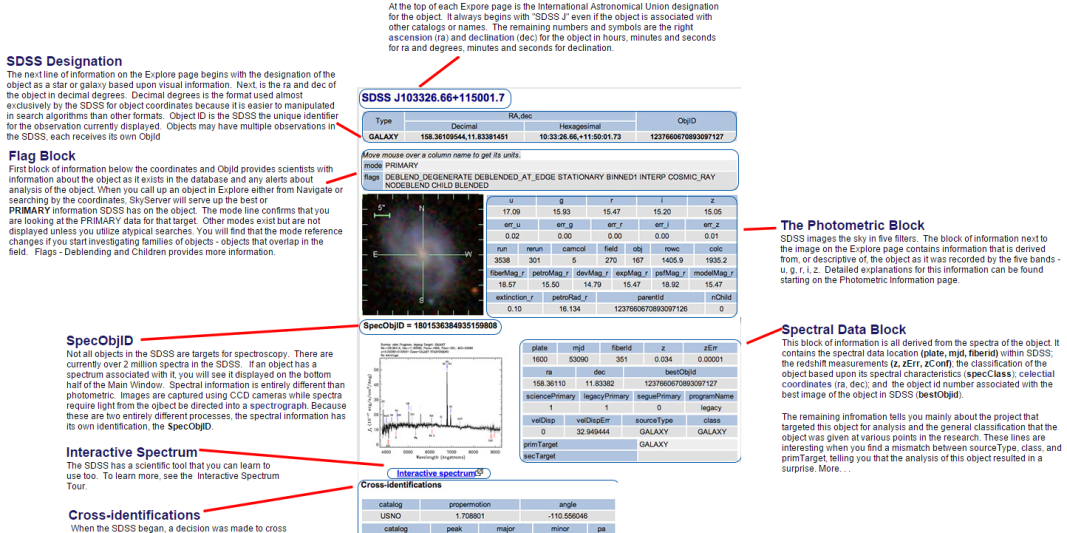 At the top of each Expore page is the International Astronomical Union designation
for the object. It always begins with "SDSS J" even if the object is associated with
other catalogs or names. The remaining numbers and symbols are the right
ascension (ra) and declination (dec) for the object in hours, minutes and seconds
for ra and degrees, minutes and seconds for declination.
SDSS Designation
The next line of information on the Explore page begins with the designation of the
object as a star or galaxy based upon visual information. Next, is the ra and dec of
the object in decimal degrees. Decimal degrees is the format used almost
exclusively by the SDSS for object coordinates because it is easier to manipulated
in search algorithms than other formats. Object ID is the SDSS the unique identifier
for the observation currently displayed. Objects may have multiple observations in
the SDSS, each receives its own ObjId
Flag Block
First block of information below the coordinates and ObjId provides scientists with
information about the object as it exists in the database and any alerts about
analysis of the object. When you call up an object in Explore either from Navigate or
searching by the coordinates, SkyServer will serve up the best or
PRIMARY information SDSS has on the object. The mode line confirms that you
are looking at the PRIMARY data for that target. Other modes exist but are not
displayed unless you utilize atypical searches. You will find that the mode reference
changes if you start investigating families of objects - objects that overlap in the
field. Flags - Deblending and Children provides more information.
SpecObjID
Not all objects in the SDSS are targets for spectroscopy. There are
currently over 2 million spectra in the SDSS. If an object has a
spectrum associated with it, you will see it displayed on the bottom
half of the Main Window. Spectral information is entirely different than
photometric. Images are captured using CCD cameras while spectra
require light from the object be directed into a spectrograph. Because
these are two entirely different processes, the spectral information has
its own identification, the SpecObjID.
Interactive Spectrum
The SDSS has a scientific tool that you can learn to
use too. To learn more, see the Interactive Spectrum
Tour.
Cross-identifications
When the SDSS began, a decision was made to cross
SDSS J103326.66+115001.7
Type RA,dec ObjID
Decimal Hexagesimal
GALAXY 158.36109544,11.83381451 10:33:26.66,+11:50:01.73 1237660670893097127
Move mouse over a column name to get its units.
mode PRIMARY
flags DEBLEND_DEGENERATE DEBLENDED_AT_EDGE STATIONARY BINNED1 INTERP COSMIC_RAY
NODEBLEND CHILD BLENDED
5"
N
E W
S
u g r i z
17.09 15.93 15.47 15.20 15.05
err_u err_g err_r err_i err_z
0.02 0.00 0.00 0.00 0.01
run rerun camcol field obj rowc colc
3538 301 5 270 167 1405.9 1935.2
fiberMag_r petroMag_r devMag_r expMag_r psfMag_r modelMag_r
18.57 15.50 14.79 15.47 18.92 15.47
extinction_r petroRad_r parentId nChild
0.10 16.134 1237660670893097126 0
SpecObjID = 1801536384935159808
4000 5000 6000 7000 8000 9000
Wavelength (Angstroms)
plate mjd fiberId z zErr
1600 53090 351 0.034 0.00001
ra dec bestObjid
158.36110 11.83382 1237660670893097127
sciencePrimary legacyPrimary seguePrimary programName
1 1 0 legacy
velDisp velDispErr sourceType class
0 32.949444 GALAXY GALAXY
primTarget GALAXY
secTarget
Interactive spectrum
Cross-identifications
catalog propermotion angle
USNO 1.708801 -110.556046
catalog peak major minor pa
The Photometric Block
SDSS images the sky in five filters. The block of information next to
the image on the Explore page contains information that is derived
from, or descriptive of, the object as it was recorded by the five bands -
u, g, r, i, z. Detailed explanations for this information can be found
starting on the Photometric Information page.
Spectral Data Block
This block of information is all derived from the spectra of the object. It
contains the spectral data location (plate, mjd, fiberid) within SDSS;
the redshift measurements (z, zErr, zConf); the classification of the
object based upon its spectral characteristics (specClass); celectial
coordinates (ra, dec); and the object id number associated with the
best image of the object in SDSS (bestObjid).
The remaining infromation tells you mainly about the project that
targeted this object for analysis and the general classification that
the object was given at various points in the research. These lines are
interesting when you find a mismatch between sourceType, class, and
primTarget, telling you that the analysis of this object resulted in a
surprise. More. . .